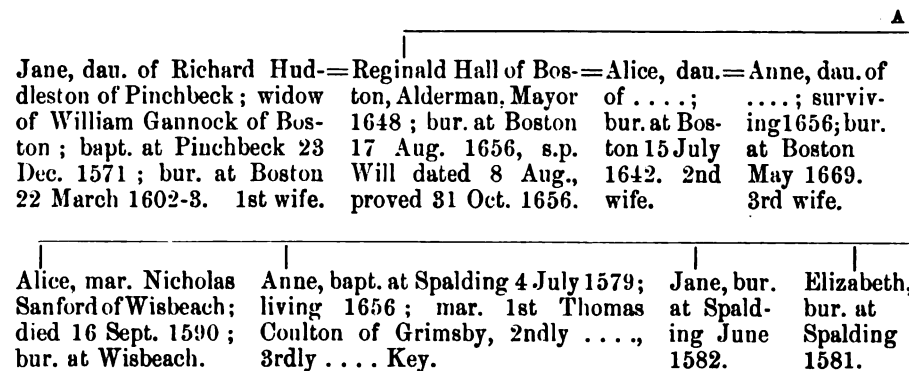 A
Jane, dau. of Richard Hud-=Reginald Hall of Bos-=Alice, dau.=Anne, dau. of
dleston of Pinchbeck; widow ton, Alderman, Mayor of . . . .; . . . .; surviv-
of William Gannock of Bos- 1648; bur. at Boston bur. at Bos- ing 1656; bur.
ton; bapt. at Pinchbeck 23 17 Aug. 1656, s.p. ton 15 July at Boston
Dec. 1571; bur. at Boston Will dated 8 Aug., 1642. 2nd May 1669.
22 March 1602-3. 1st wife. proved 31 Oct. 1656. wife. 3rd wife.
Alice, mar. Nicholas Anne, bapt. at Spalding 4 July 1579; Jane, bur. Elizabeth,
Sanford of Wisbeach; living 1656; mar. 1st Thomas at Spald- bur. at
died 16 Sept. 1590; Coulton of Grimsby, 2ndly . . . ., ing June Spalding
bur. at Wisbeach. 3rdly . . . . Key. 1582. 1581.